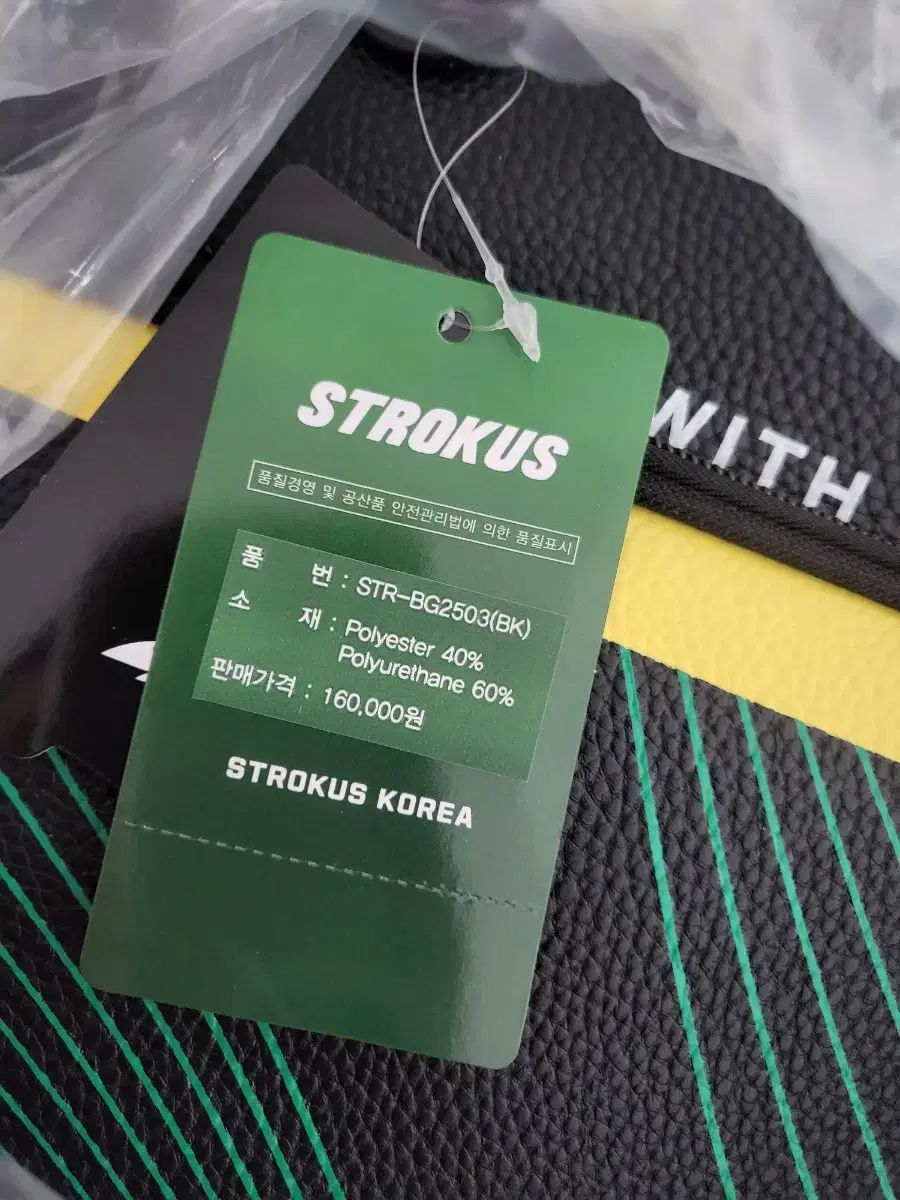 STROKUS
품질경영 및 공산품 안전관리법에 의한 품질표시
품 번 : STR-BG2503(BK)
소 재 : Polyester 40%
Polyurethane 60%
판매가격 : 160,000원
STROKUS KOREA
WITH